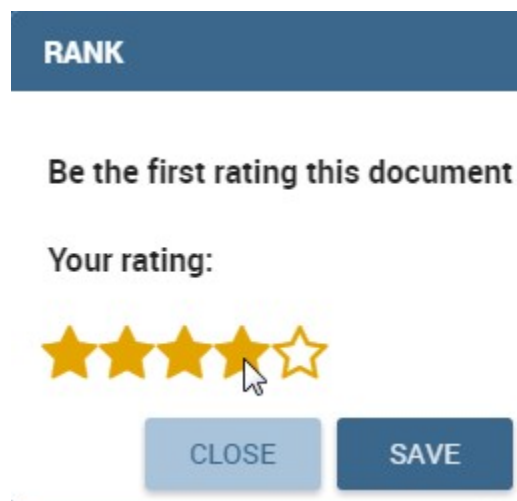 RANK
Be the first rating this document
Your rating:
CLOSE SAVE